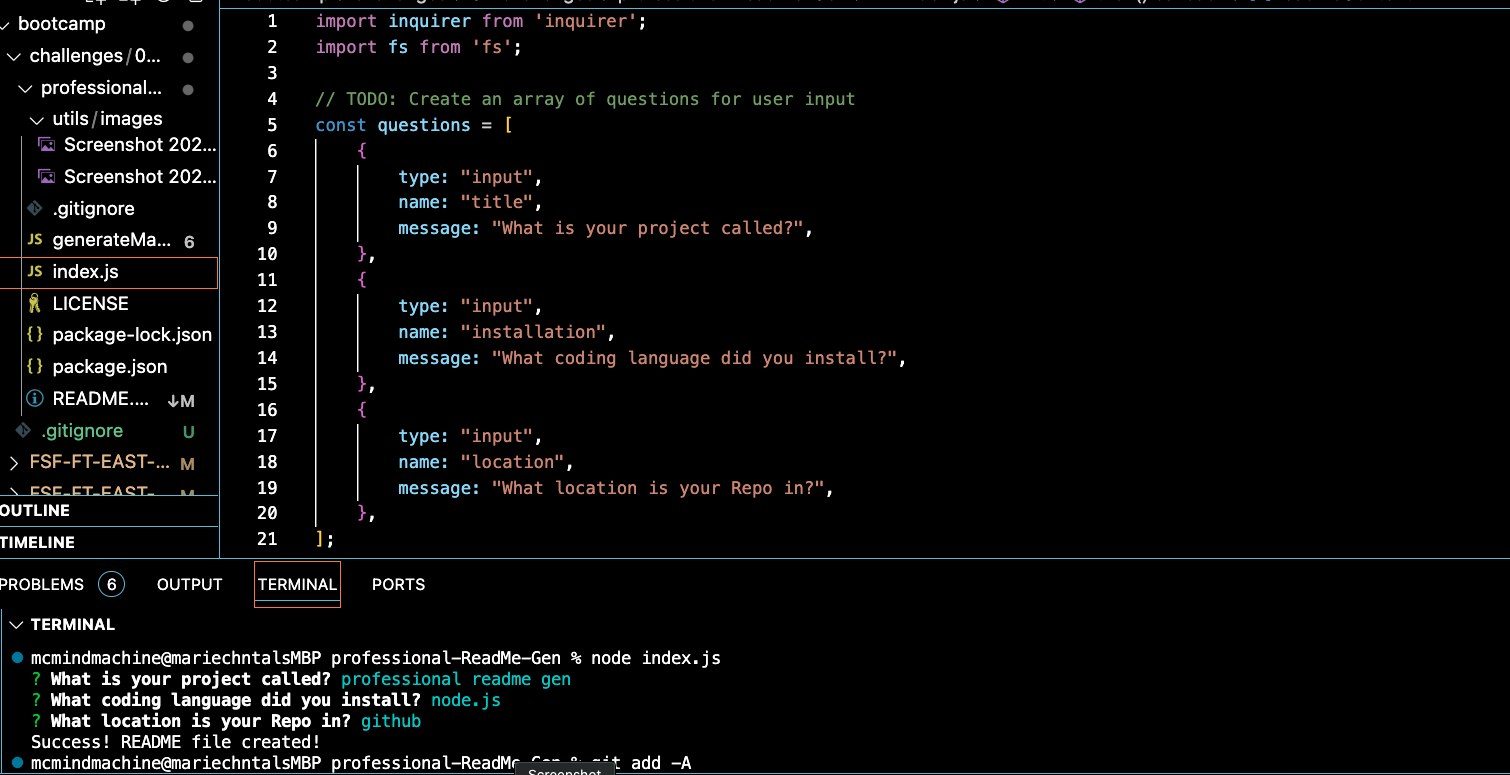 bootcamp
challenges/0...
professional...
utils/images
Screenshot 202...
Screenshot 202...
.gitignore
JS generateMa... 6
JS index.js
LICENSE
{} package-lock.json
{} package.json
README.... ↓M
.gitignore U
FSF-FT-EAST-... M
FSF-FT-EAST-... M
OUTLINE
TIMELINE
1 import inquirer from 'inquirer';
2 import fs from 'fs';
3
4 // TODO: Create an array of questions for user input
5 const questions = [
6 {
7 type: "input",
8 name: "title",
9 message: "What is your project called?",
10 },
11 {
12 type: "input",
13 name: "installation",
14 message: "What coding language did you install?",
15 },
16 {
17 type: "input",
18 name: "location",
19 message: "What location is your Repo in?",
20 },
21 ];
PROBLEMS 6 OUTPUT TERMINAL PORTS
TERMINAL
mcmindmachine@mariechntalsMBP professional-ReadMe-Gen % node index.js
? What is your project called? professional readme gen
? What coding language did you install? node.js
? What location is your Repo in? github
Success! README file created!
mcmindmachine@mariechntalsMBP professional-ReadMe-Gen % git add -A
Screenshot